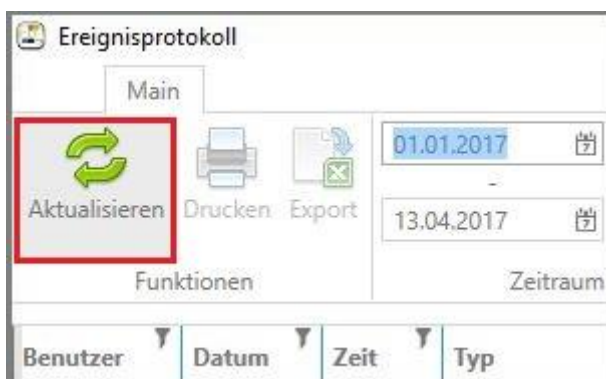 Ereignisprotokoll
Main
Aktualisieren Drucken Export
01.01.2017
-
13.04.2017
Funktionen Zeitraum
Benutzer Datum Zeit Typ